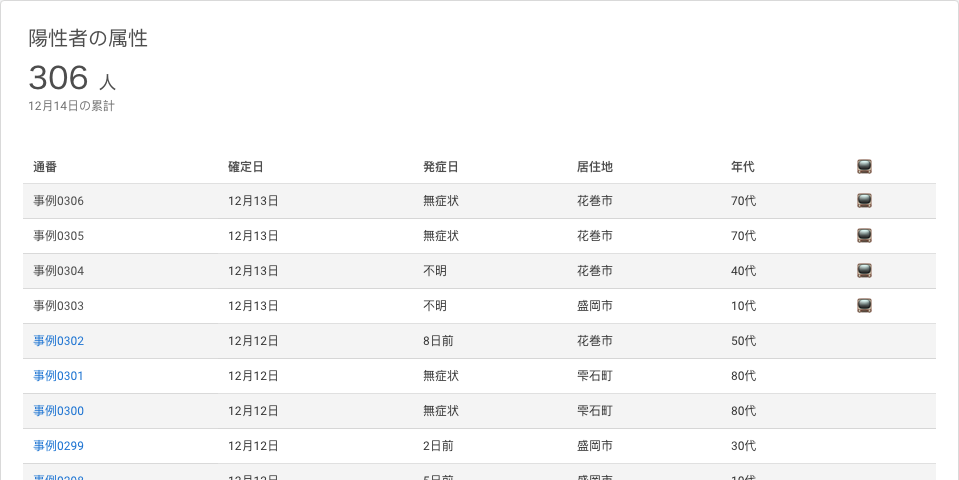 陽性者の属性
306 人
12月14日の累計
通番 確定日 発症日 居住地 年代
事例0306 12月13日 無症状 花巻市 70代
事例0305 12月13日 無症状 花巻市 70代
事例0304 12月13日 不明 花巻市 40代
事例0303 12月13日 不明 盛岡市 10代
事例0302 12月12日 8日前 花巻市 50代
事例0301 12月12日 無症状 雫石町 80代
事例0300 12月12日 無症状 雫石町 80代
事例0299 12月12日 2日前 盛岡市 30代